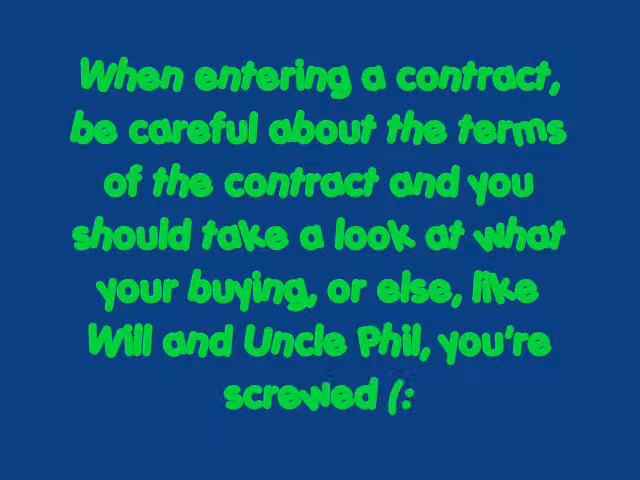 When entering a contract,
be careful about the terms
of the contract and you
should take a look at what
your buying, or else, like
Will and Uncle Phil, you're
screwed (: